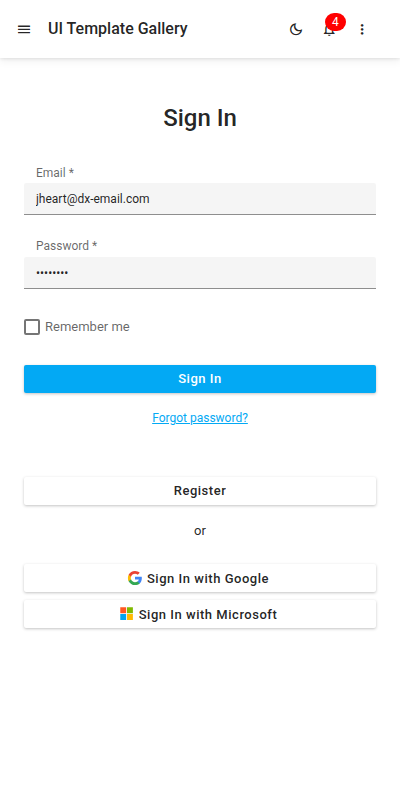 UI Template Gallery
4
Sign In
Email *
jheart@dx-email.com
Password *
••••••••
Remember me
Sign In
Forgot password?
Register
or
Sign In with Google
Sign In with Microsoft